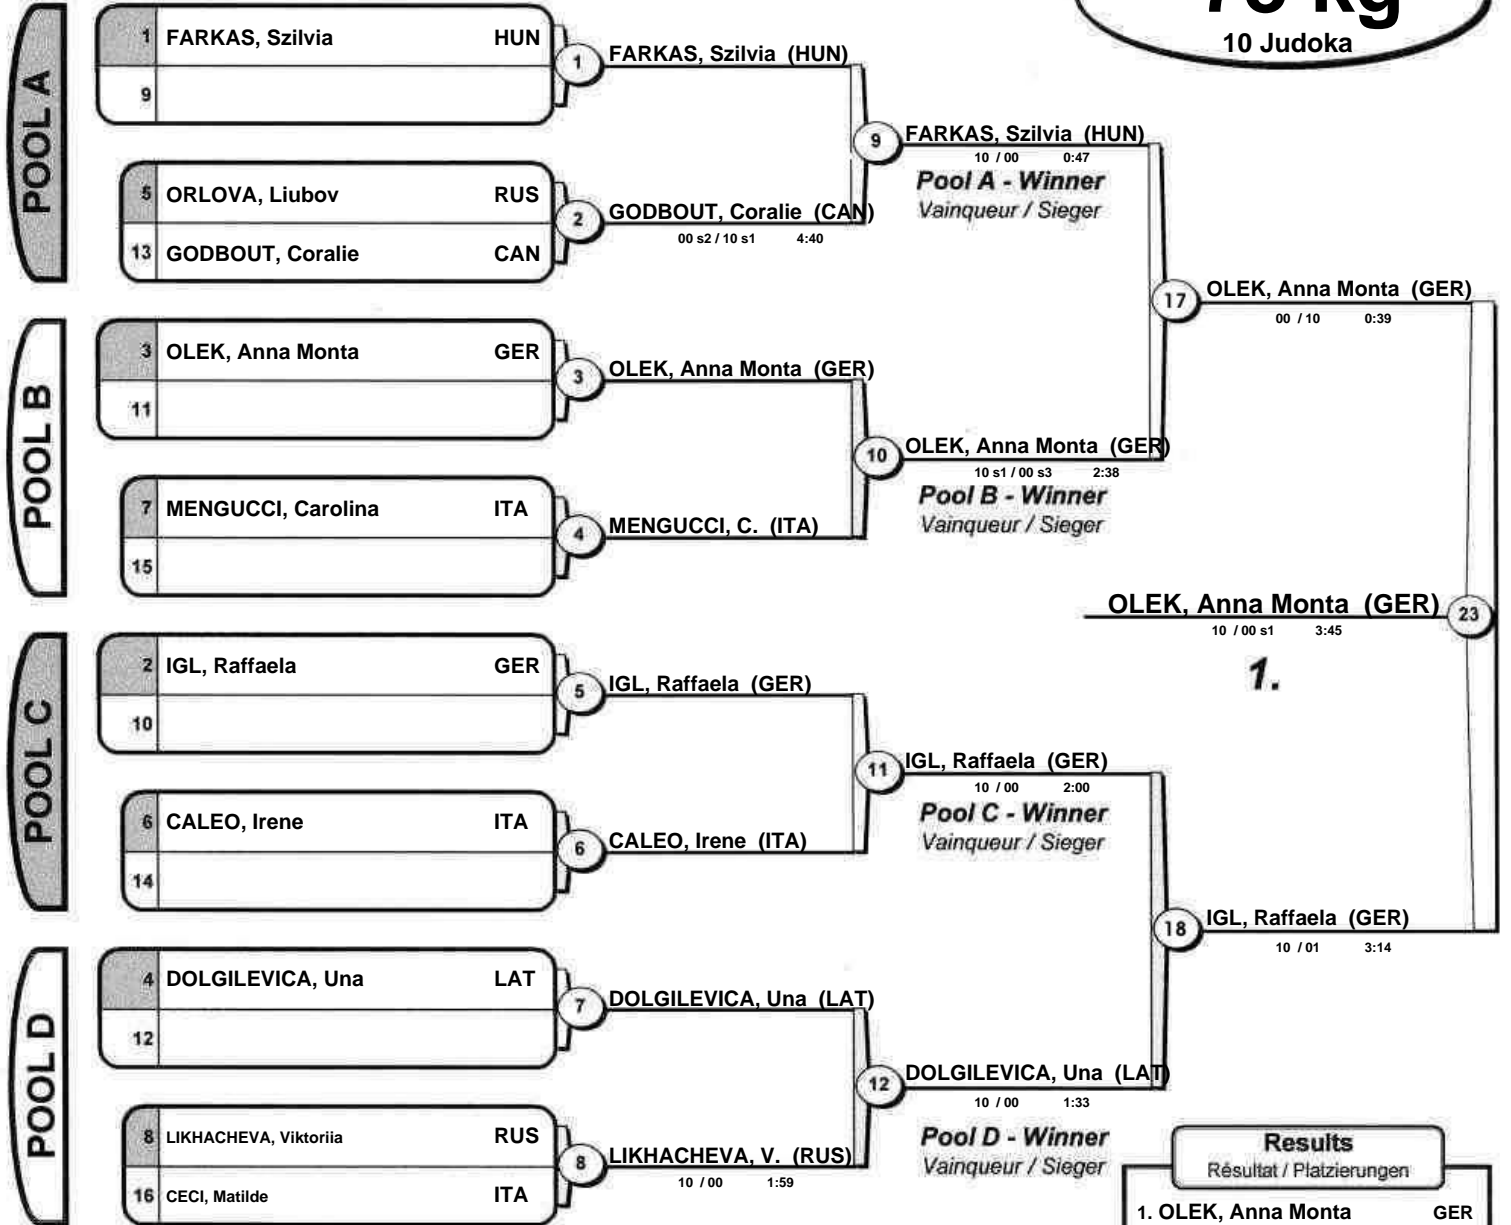 78 kg
10 Judoka
POOL A
1 FARKAS, Szilvia HUN
9
1 FARKAS, Szilvia (HUN)
5 ORLOVA, Liubov RUS
13 GODBOUT, Coralie CAN
2 GODBOUT, Coralie (CAN)
00 s2 / 10 s1 4:40
9 FARKAS, Szilvia (HUN)
10 / 00 0:47
Pool A - Winner
Vainqueur / Sieger
POOL B
3 OLEK, Anna Monta GER
11
3 OLEK, Anna Monta (GER)
7 MENGUCCI, Carolina ITA
15
4 MENGUCCI, C. (ITA)
10 OLEK, Anna Monta (GER)
10 s1 / 00 s3 2:38
Pool B - Winner
Vainqueur / Sieger
17 OLEK, Anna Monta (GER)
00 / 10 0:39
OLEK, Anna Monta (GER) 23
10 / 00 s1 3:45
1.
POOL C
2 IGL, Raffaela GER
10
5 IGL, Raffaela (GER)
6 CALEO, Irene ITA
14
6 CALEO, Irene (ITA)
11 IGL, Raffaela (GER)
10 / 00 2:00
Pool C - Winner
Vainqueur / Sieger
18 IGL, Raffaela (GER)
10 / 01 3:14
POOL D
4 DOLGILEVICA, Una LAT
12
7 DOLGILEVICA, Una (LAT)
8 LIKHACHEVA, Viktoriia RUS
16 CECI, Matilde ITA
8 LIKHACHEVA, V. (RUS)
10 / 00 1:59
12 DOLGILEVICA, Una (LAT)
10 / 00 1:33
Pool D - Winner
Vainqueur / Sieger
Results
Résultat / Platzierungen
1. OLEK, Anna Monta GER